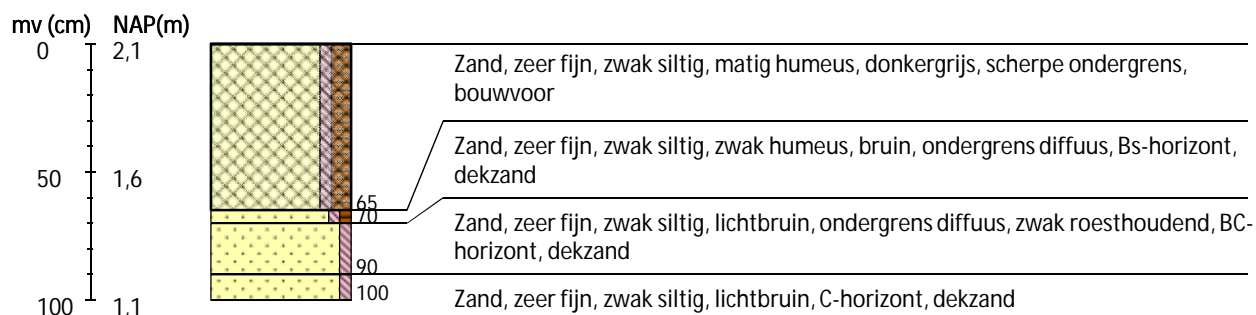 mv (cm) NAP(m)
0 2,1
Zand, zeer fijn, zwak siltig, matig humeus, donkergrijs, scherpe ondergrens,
bouwvoor
Zand, zeer fijn, zwak siltig, zwak humeus, bruin, ondergrens diffuus, Bs-horizont,
dekzand
50 1,6
65
70
Zand, zeer fijn, zwak siltig, lichtbruin, ondergrens diffuus, zwak roesthoudend, BC-
horizont, dekzand
90
100
Zand, zeer fijn, zwak siltig, lichtbruin, C-horizont, dekzand
100 1,1